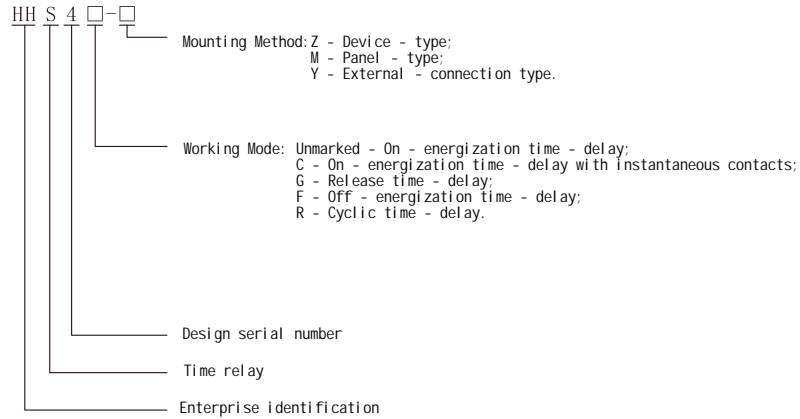 HH S 4 □-□
Mounting Method: Z - Device - type;
M - Panel - type;
Y - External - connection type.
Working Mode: Unmarked - On - energization time - delay;
C - On - energization time - delay with instantaneous contacts;
G - Release time - delay;
F - Off - energization time - delay;
R - Cyclic time - delay.
Design serial number
Time relay
Enterprise identification